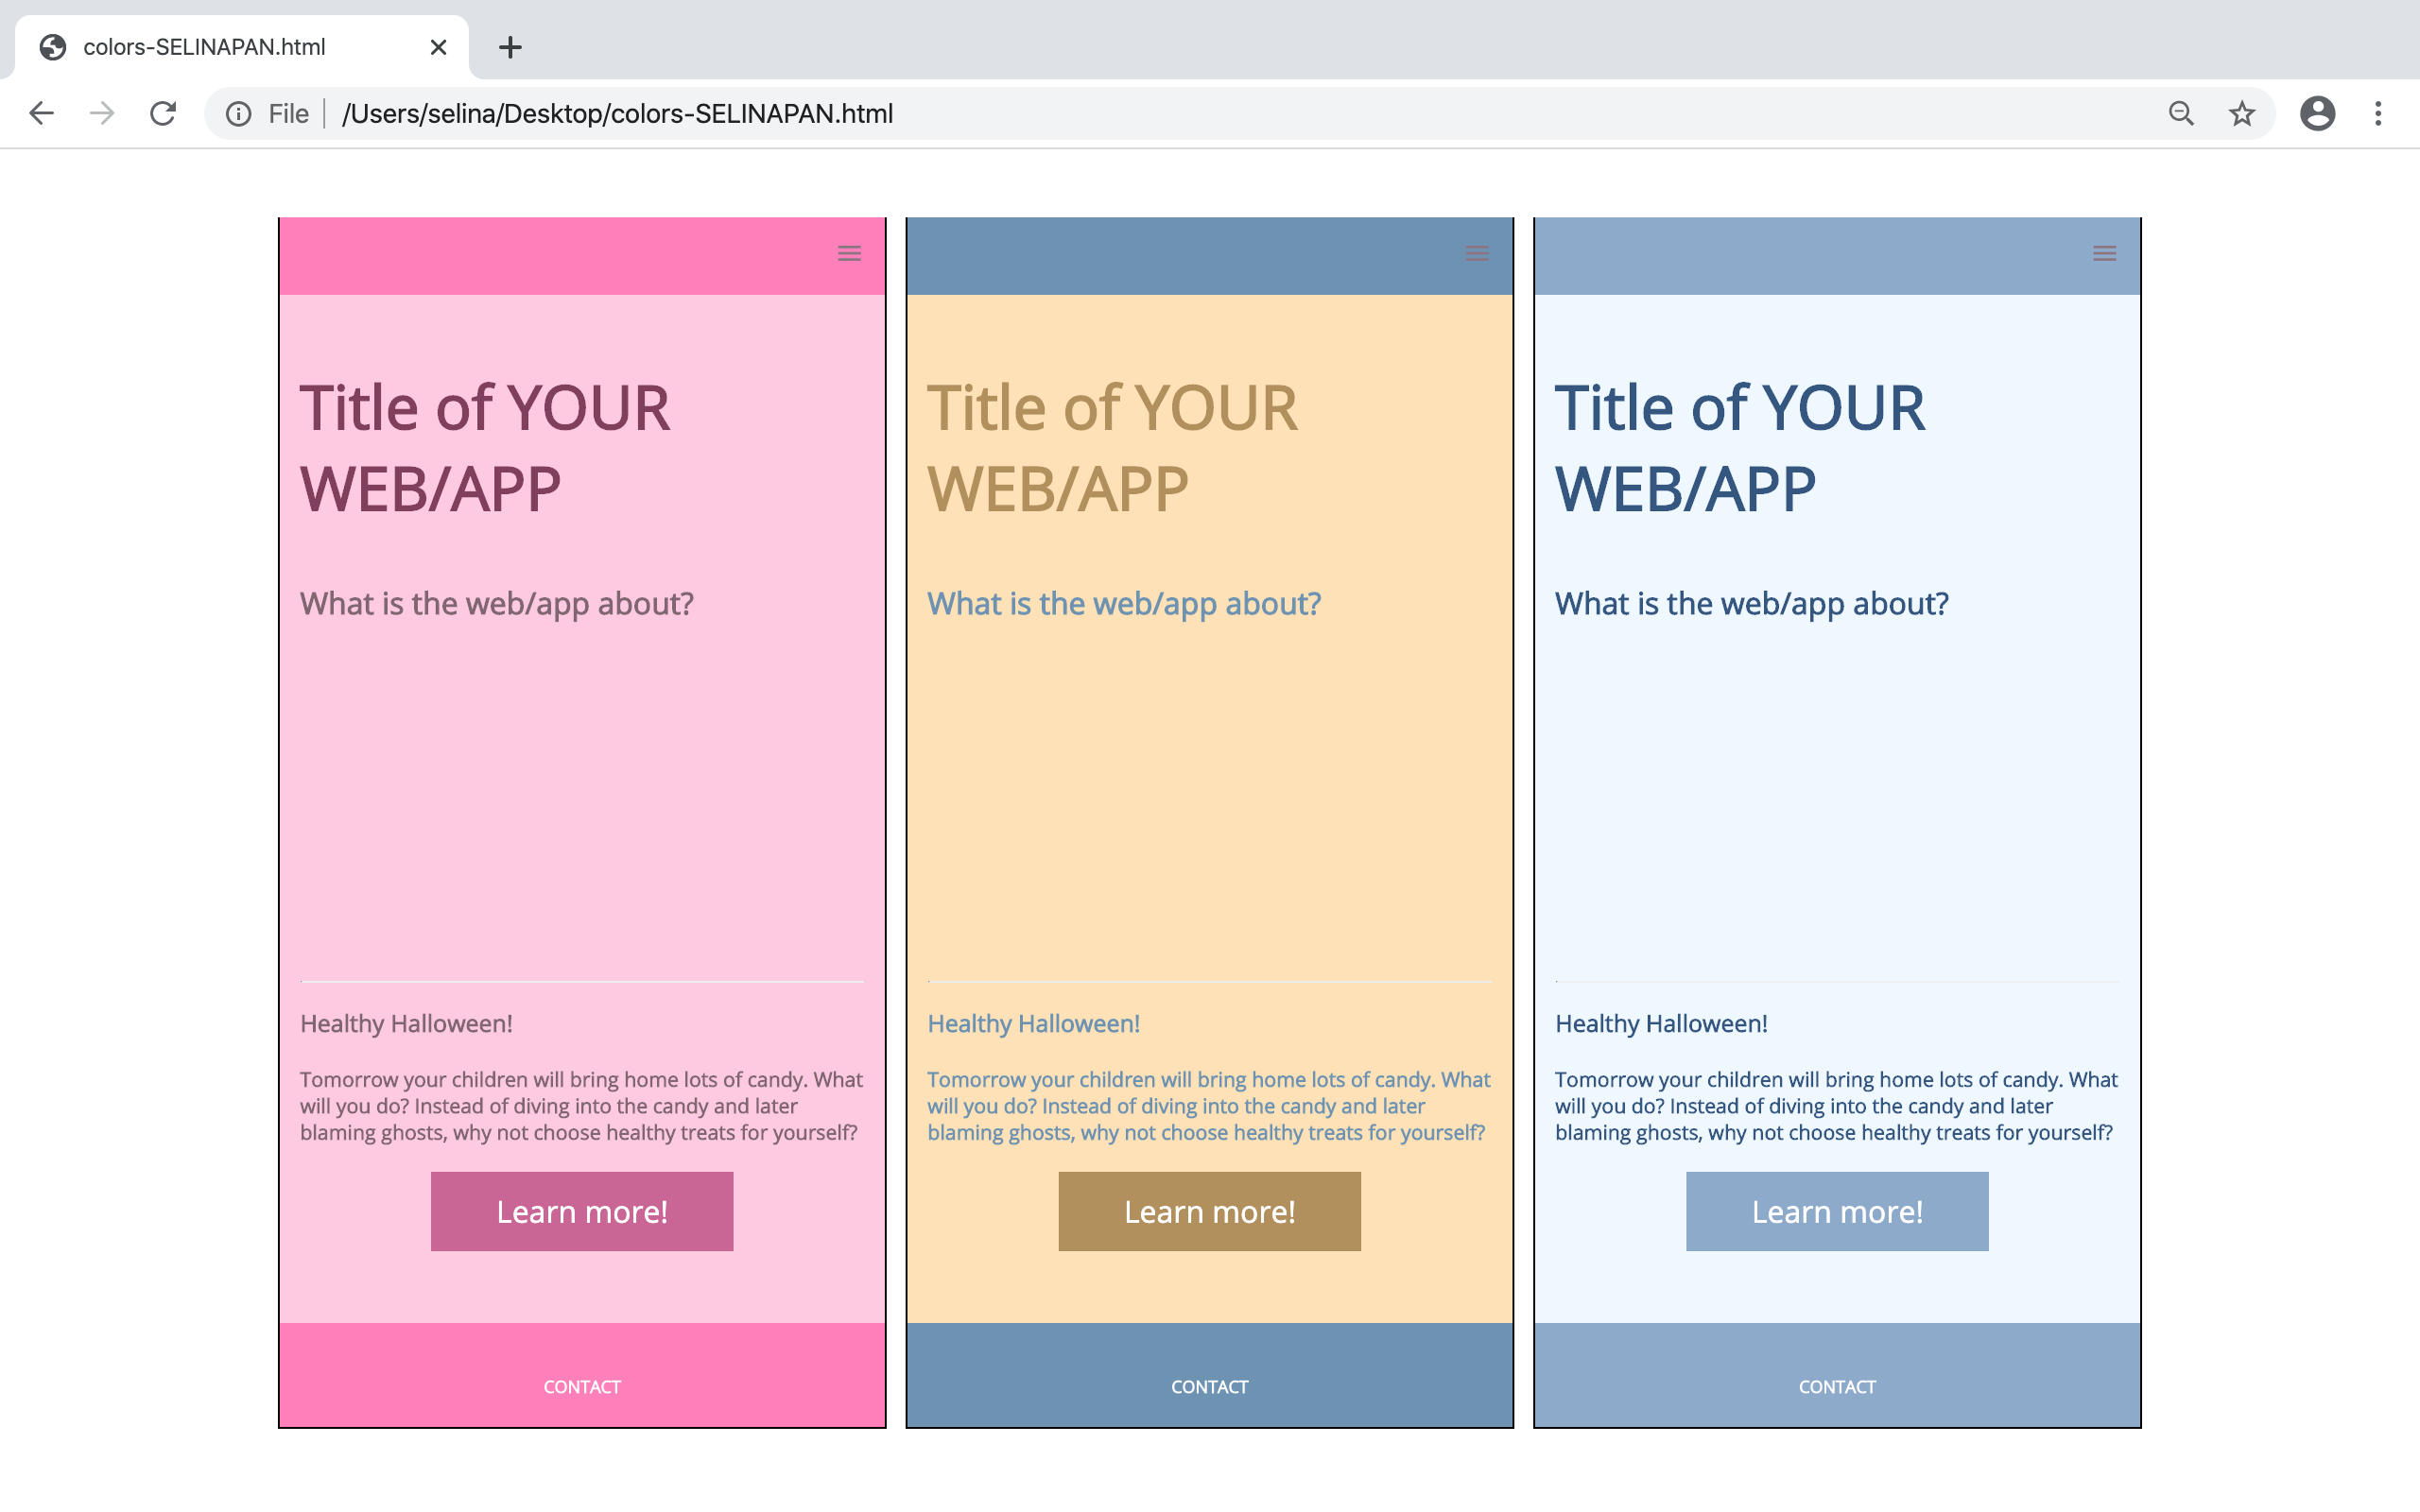 colors-SELINAPAN.html
File
/Users/selina/Desktop/colors-SELINAPAN.html
Title of YOUR
WEB/APP
What is the web/app about?
Healthy Halloween!
Tomorrow your children will bring home lots of candy. What
will you do? Instead of diving into the candy and later
blaming ghosts, why not choose healthy treats for yourself?
Learn more!
CONTACT
Title of YOUR
WEB/APP
What is the web/app about?
Healthy Halloween!
Tomorrow your children will bring home lots of candy. What
will you do? Instead of diving into the candy and later
blaming ghosts, why not choose healthy treats for yourself?
Learn more!
CONTACT
Title of YOUR
WEB/APP
What is the web/app about?
Healthy Halloween!
Tomorrow your children will bring home lots of candy. What
will you do? Instead of diving into the candy and later
blaming ghosts, why not choose healthy treats for yourself?
Learn more!
CONTACT